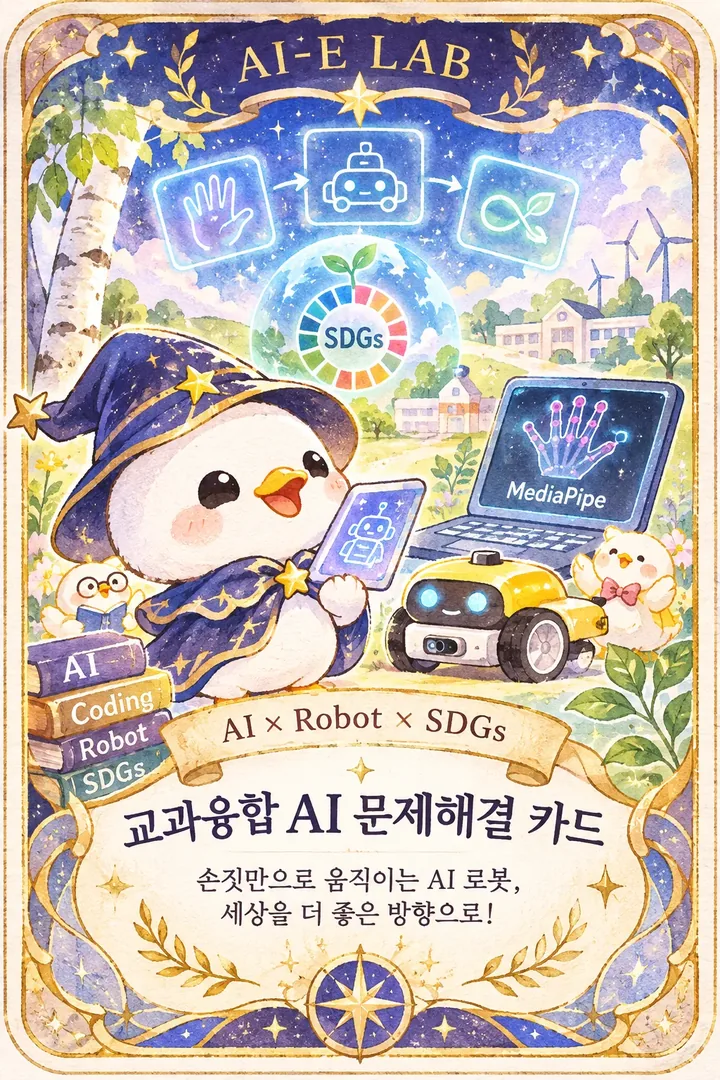 AI-E LAB
SDGs
MediaPipe
AI
Coding
Robot
SDGs
AI × Robot × SDGs
교과융합 AI 문제해결 카드
손짓만으로 움직이는 AI 로봇,
세상을 더 좋은 방향으로!